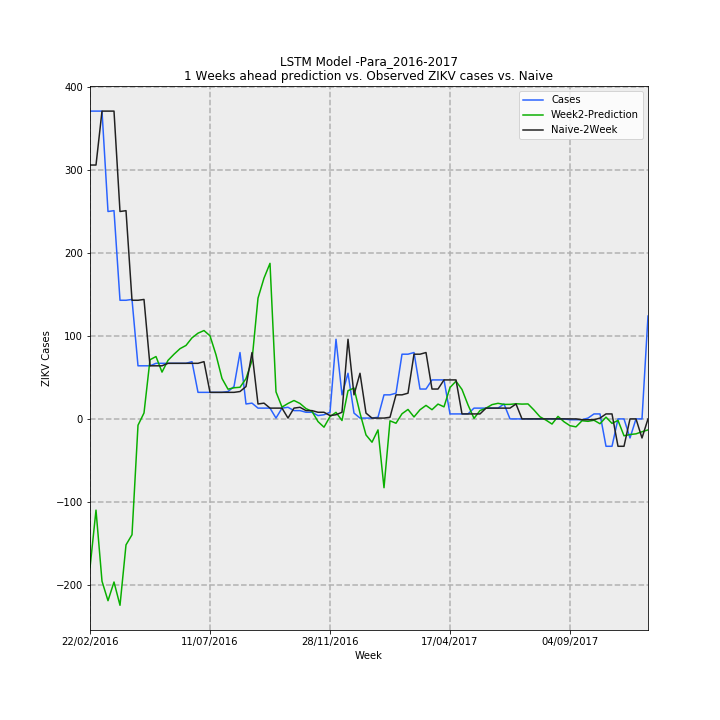 LSTM Model -Para_2016-2017
1 Weeks ahead prediction vs. Observed ZIKV cases vs. Naive
Cases
Week2-Prediction
Naive-2Week
ZIKV Cases
400
300
200
100
0
−100
−200
22/02/2016
11/07/2016
28/11/2016
17/04/2017
04/09/2017
Week